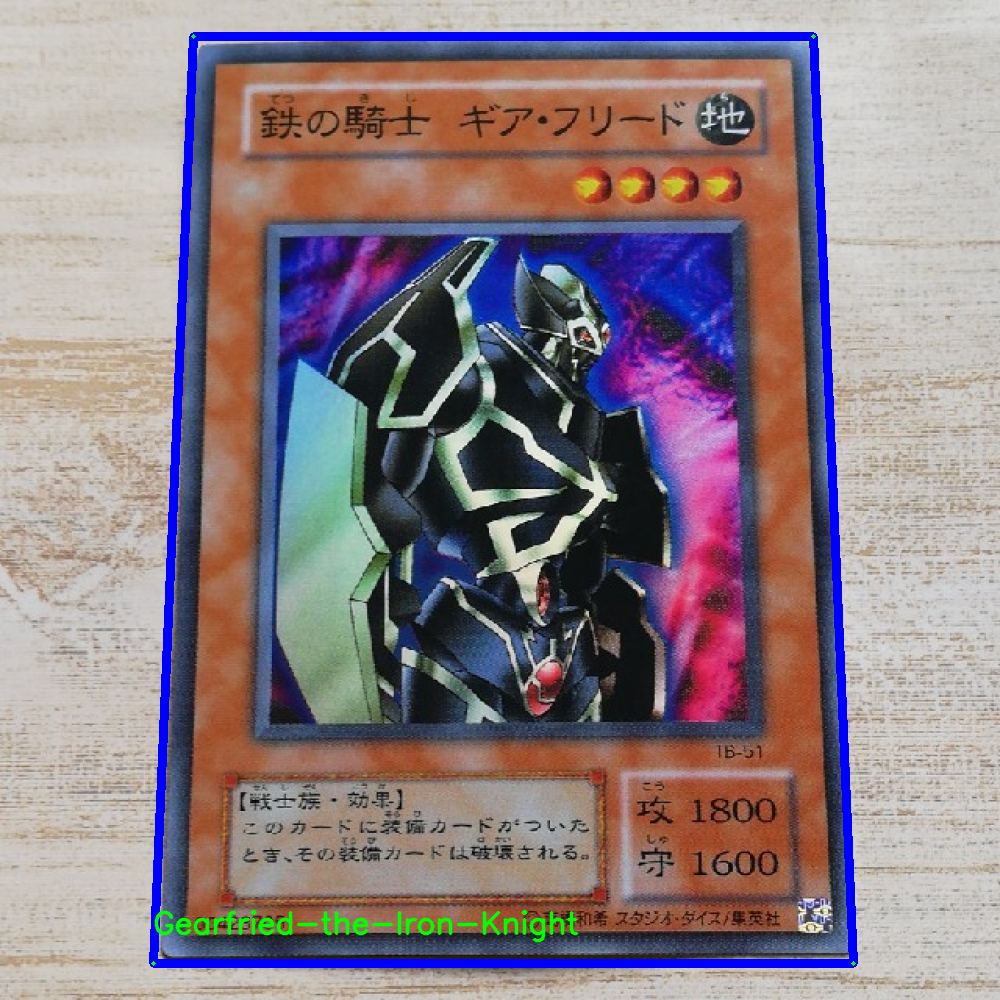 鉄の騎士 ギア・フリード 地
TB-51
【戦士族・効果】
このカードに装備カードがついた
とき、その装備カードは破壊される。
攻 1800
守 1600
和希 スタジオ・ダイス/集英社
Gearfried-the-Iron-Knight